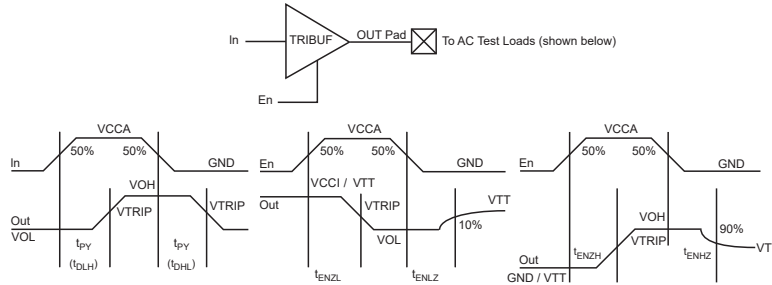 In
TRIBUF
OUT Pad
To AC Test Loads (shown below)
En
VCCA
In
50%
50%
GND
VOH
Out
VOL
VTRIP
VTRIP
tPY
(tDLH)
tPY
(tDHL)
VCCA
En
50%
50%
GND
VCCI / VTT
Out
VTRIP
VOL
VTT
10%
tENZL
tENLZ
VCCA
En
50%
50%
GND
VOH
VTRIP
90%
Out
GND / VTT
tENZH
tENHZ
VT